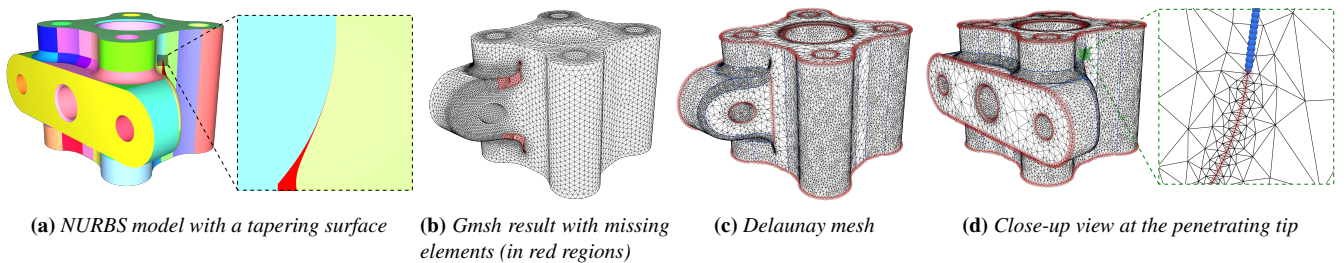 (a) NURBS model with a tapering surface
(b) Gmsh result with missing
elements (in red regions)
(c) Delaunay mesh
(d) Close-up view at the penetrating tip